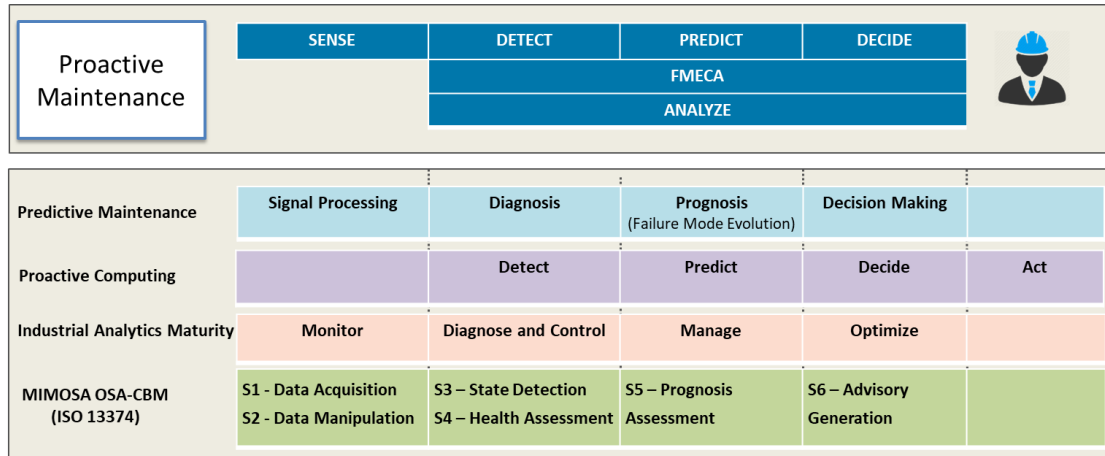 Proactive
Maintenance
SENSE DETECT PREDICT DECIDE
FMECA
ANALYZE
Predictive Maintenance Signal Processing Diagnosis Prognosis Decision Making
(Failure Mode Evolution)
Proactive Computing Detect Predict Decide Act
Industrial Analytics Maturity Monitor Diagnose and Control Manage Optimize
MIMOSA OSA-CBM
(ISO 13374)
S1 - Data Acquisition
S2 - Data Manipulation
S3 – State Detection
S4 – Health Assessment
S5 – Prognosis
Assessment
S6 – Advisory
Generation